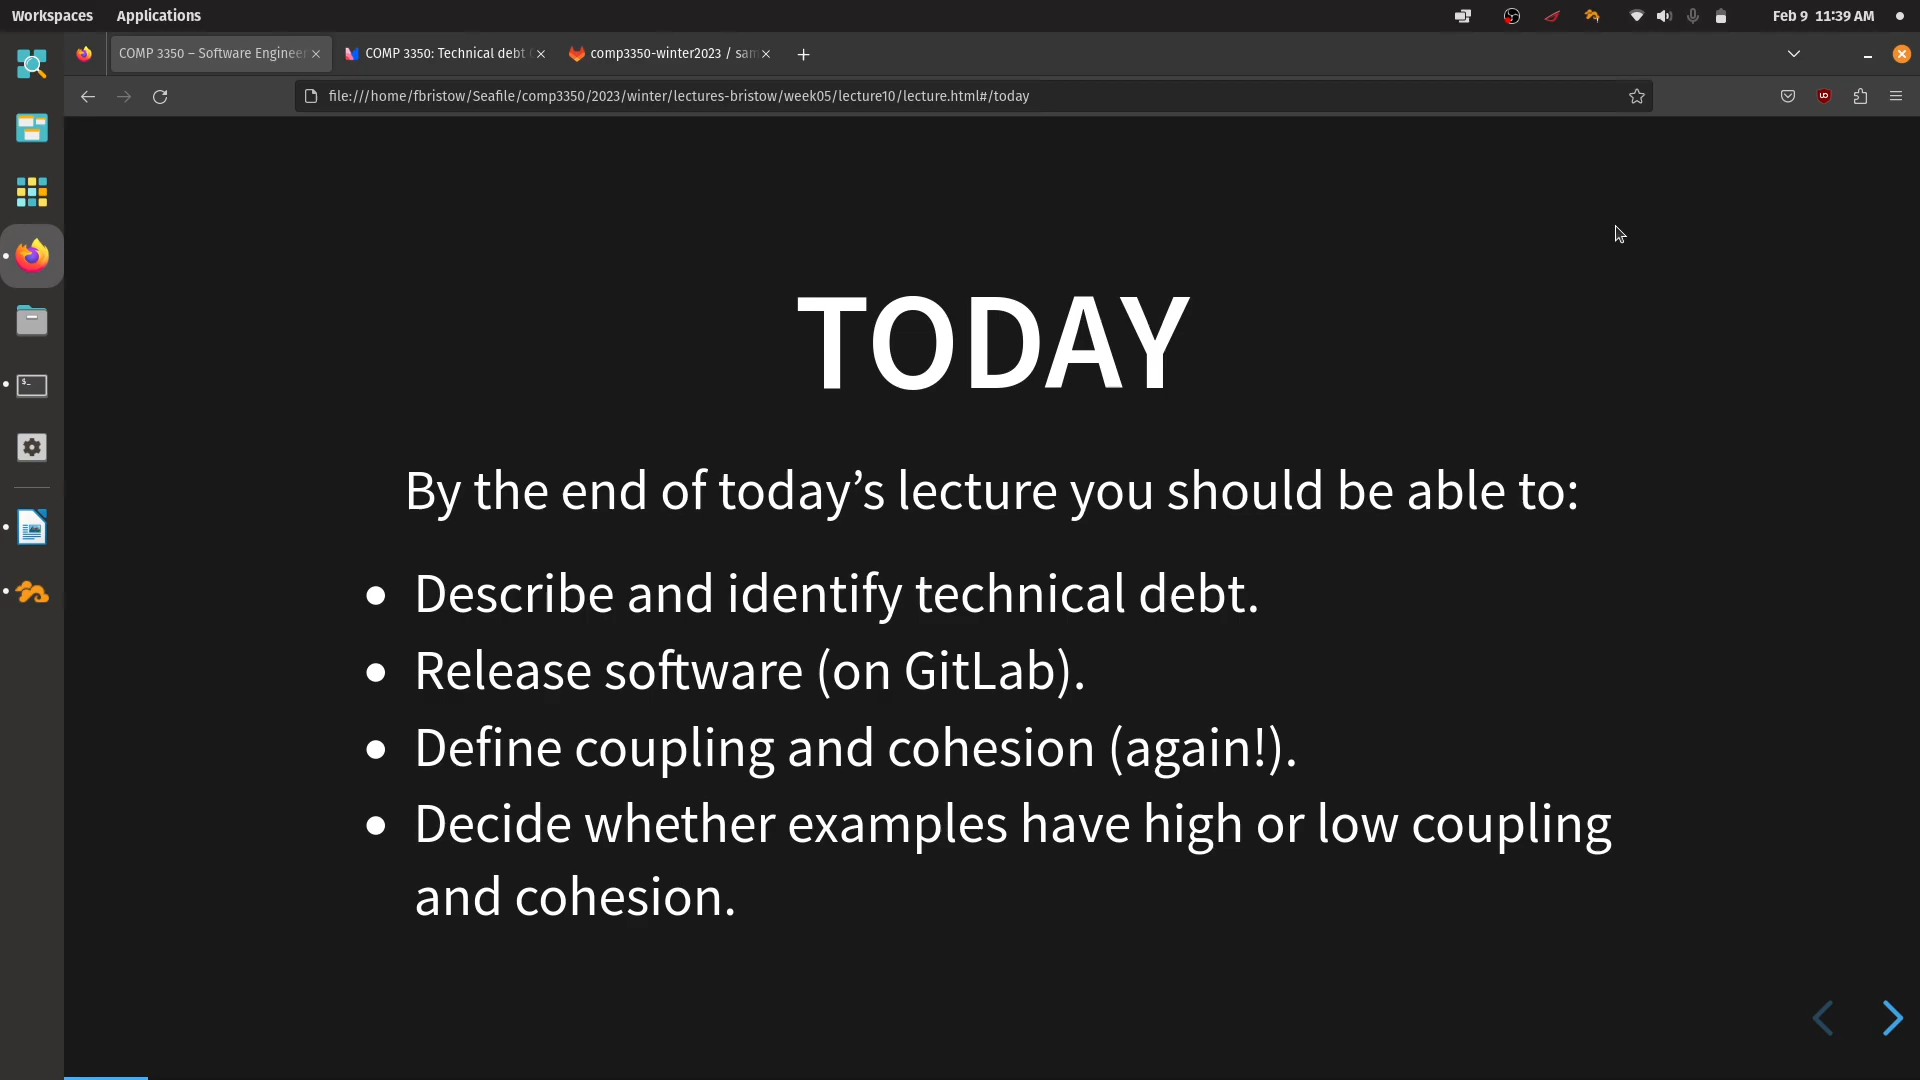 Workspaces Applications Feb 9 11:39 AM
COMP 3350 – Software Engineer COMP 3350: Technical debt comp3350-winter2023 / sam
file:///home/fbristow/Seafile/comp3350/2023/winter/lectures-bristow/week05/lecture10/lecture.html#/today
TODAY
By the end of today’s lecture you should be able to:
• Describe and identify technical debt.
• Release software (on GitLab).
• Define coupling and cohesion (again!).
• Decide whether examples have high or low coupling
and cohesion.